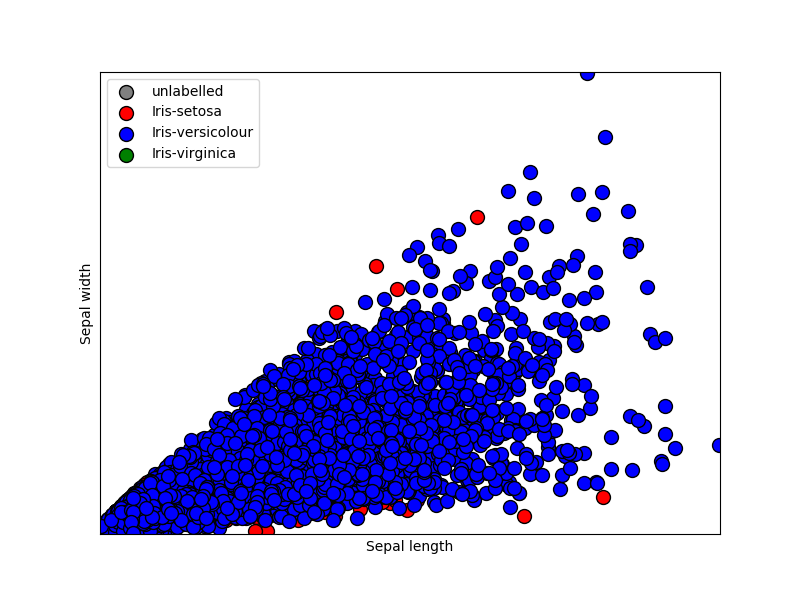 unlabelled
Iris-setosa
Iris-versicolour
Iris-virginica
Sepal width
Sepal length